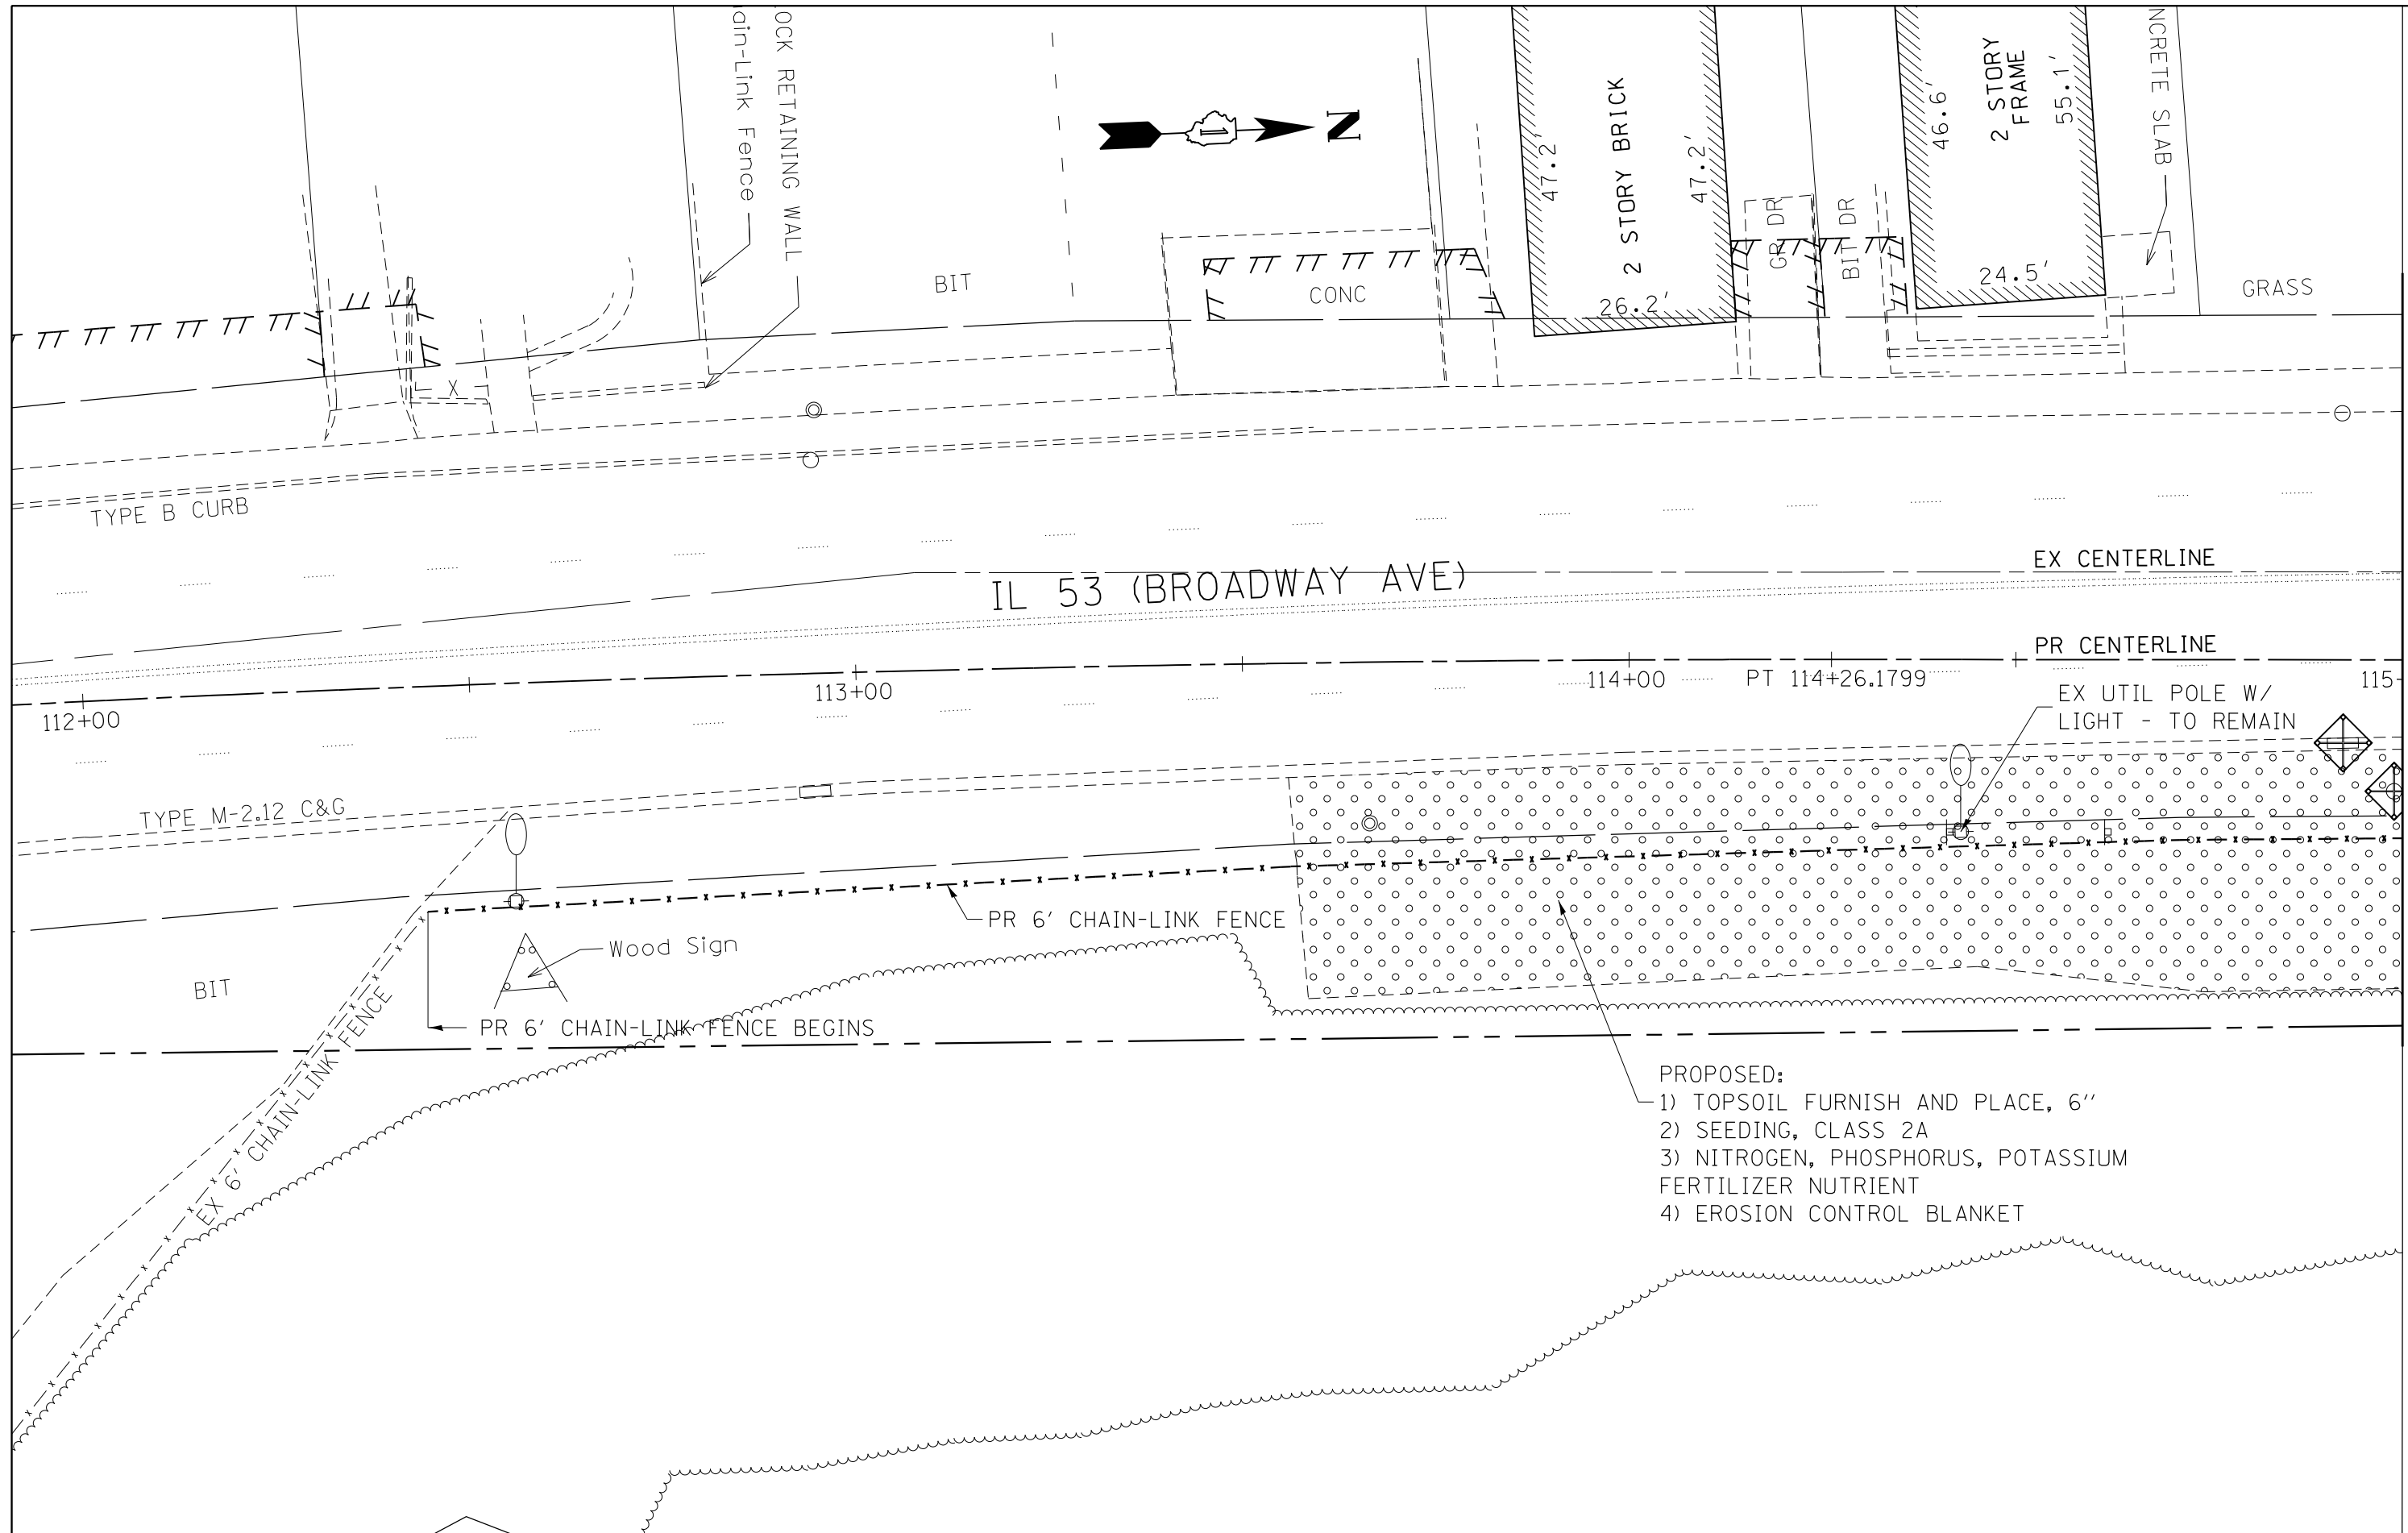 ain-Link Fence
OCK RETAINING WALL
N
BIT
CONC
47.2'
2 STORY BRICK
47.2'
26.2'
GR DR
BIT DR
46.6'
2 STORY
FRAME
55.1'
24.5'
NCRETE SLAB
GRASS
X
TYPE B CURB
IL 53 (BROADWAY AVE)
EX CENTERLINE
PR CENTERLINE
112+00
113+00
114+00
PT 114+26.1799
115
EX UTIL POLE W/
LIGHT - TO REMAIN
TYPE M-2.12 C&G
PR 6' CHAIN-LINK FENCE
Wood Sign
BIT
PR 6' CHAIN-LINK FENCE BEGINS
EX 6' CHAIN-LINK FENCE
PROPOSED:
1) TOPSOIL FURNISH AND PLACE, 6''
2) SEEDING, CLASS 2A
3) NITROGEN, PHOSPHORUS, POTASSIUM
FERTILIZER NUTRIENT
4) EROSION CONTROL BLANKET